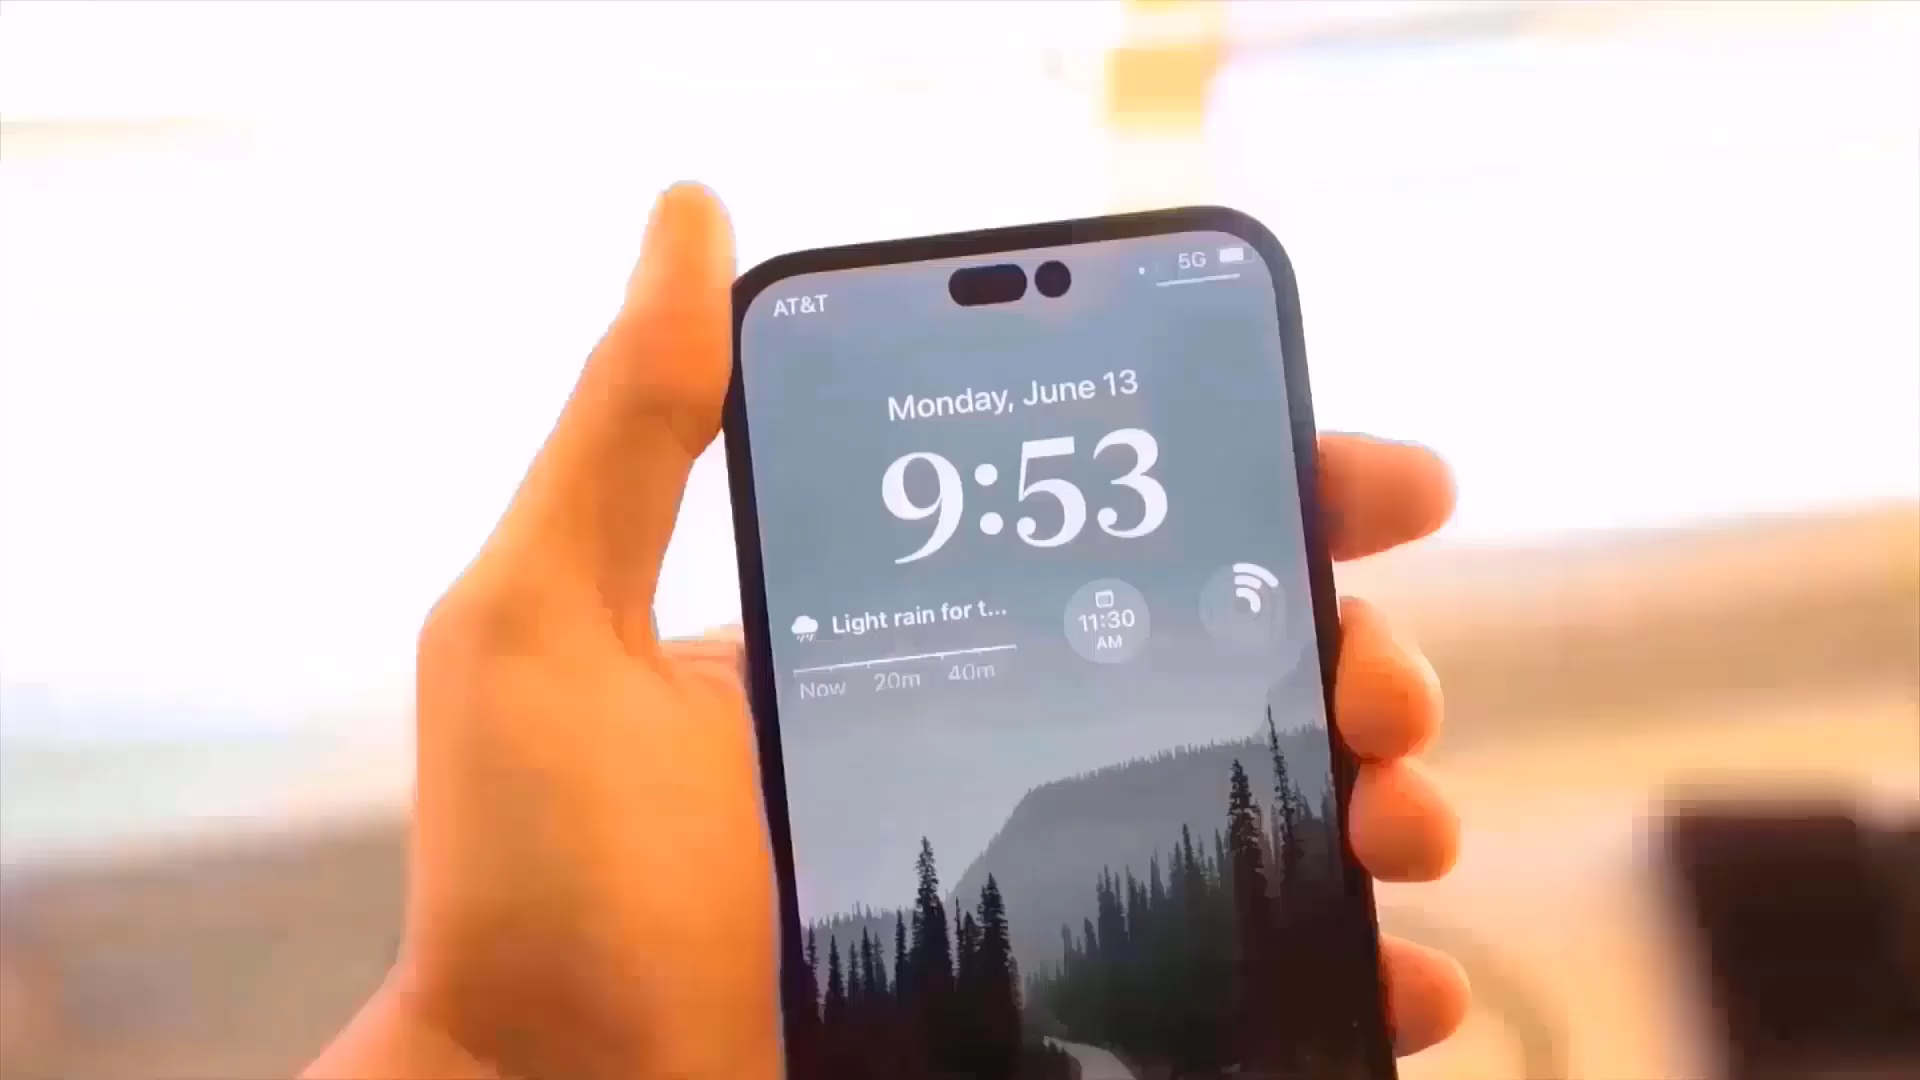 AT&T
5G
Monday, June 13
9:53
Light rain for t...
Now 20m 40m
11:30
AM